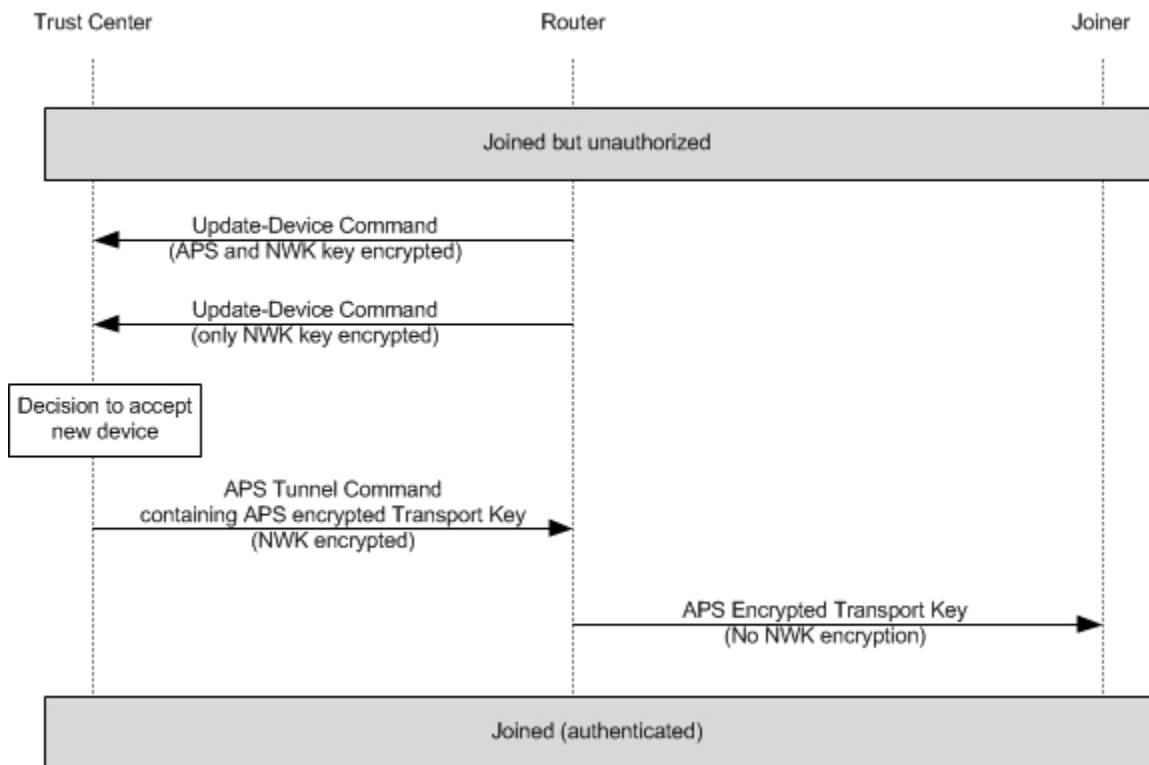 Trust Center
Router
Joiner
Joined but unauthorized
Update-Device Command
(APS and NWK key encrypted)
Update-Device Command
(only NWK key encrypted)
Decision to accept
new device
APS Tunnel Command
containing APS encrypted Transport Key
(NWK encrypted)
APS Encrypted Transport Key
(No NWK encryption)
Joined (authenticated)